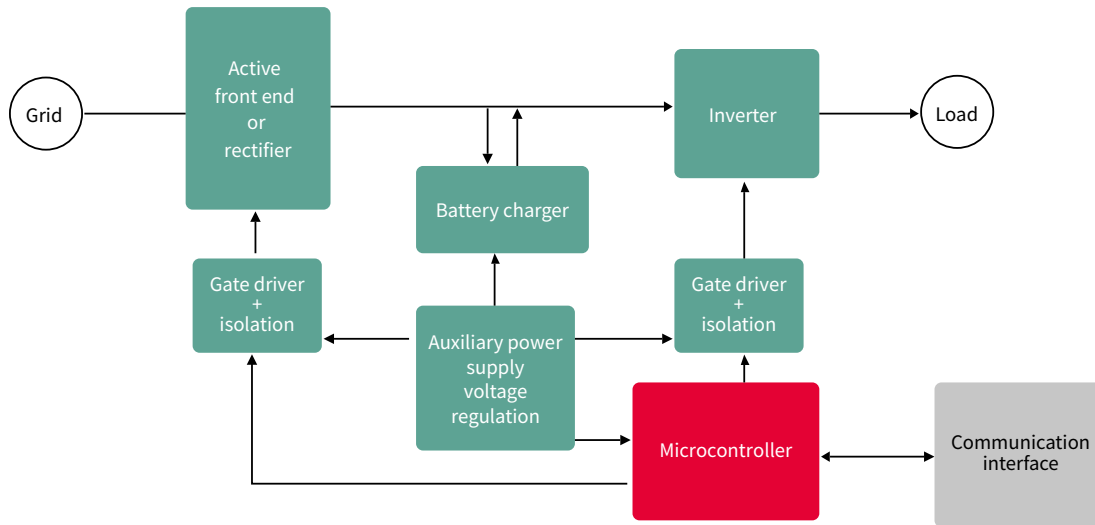 Grid
Active
front end
or
rectifier
Inverter
Load
Battery charger
Gate driver
+
isolation
Auxiliary power
supply
voltage
regulation
Gate driver
+
isolation
Microcontroller
Communication
interface